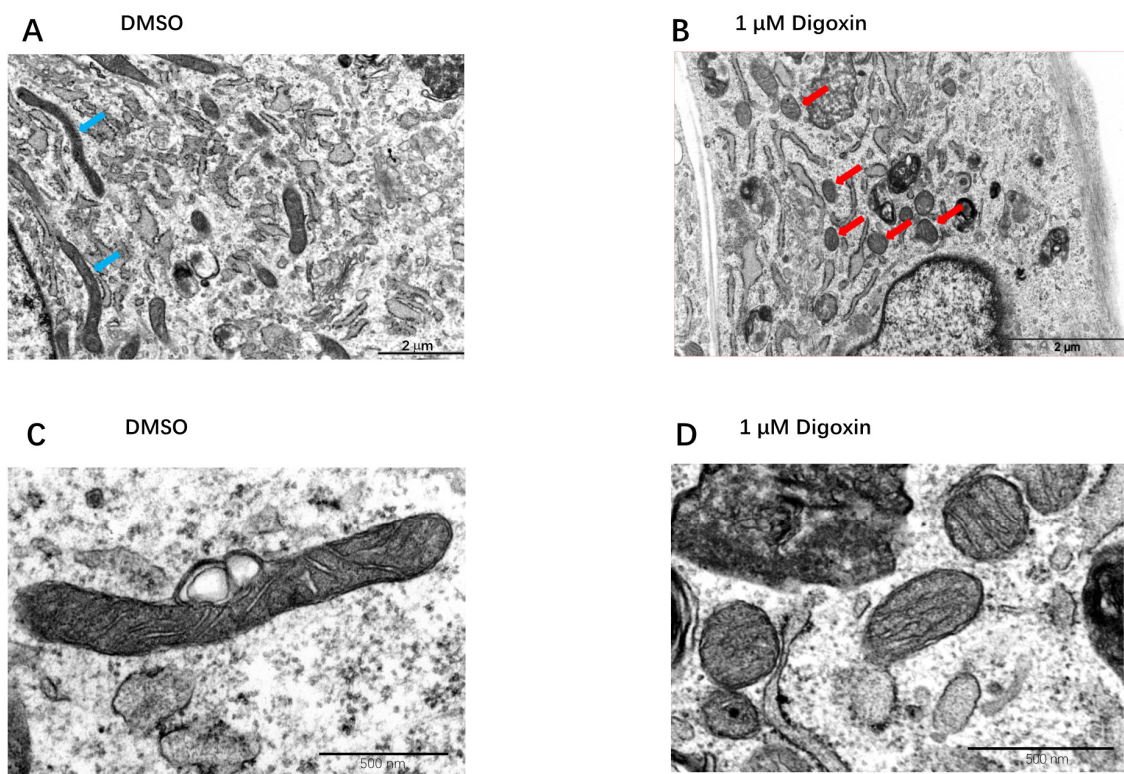 A
DMSO
B
1 μM Digoxin
2 μm
2 μm
C
DMSO
D
1 μM Digoxin
500 nm
500 nm